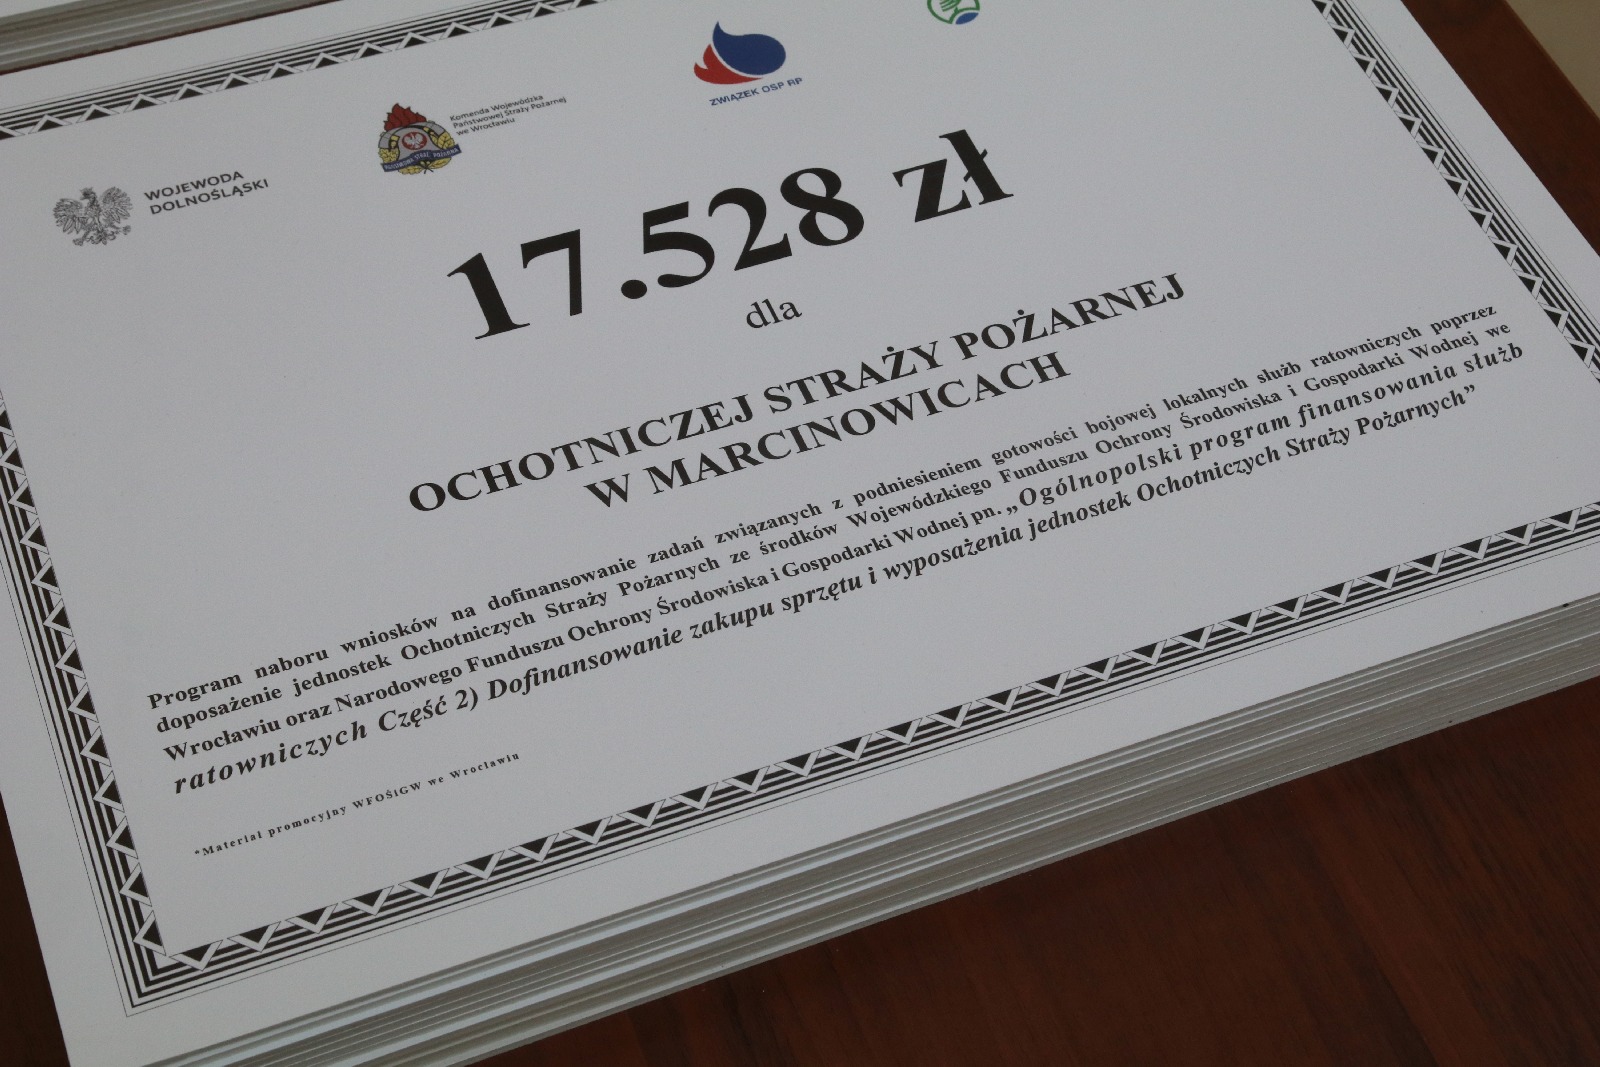 ZWIĄZEK OSP RP
Komenda Wojewódzka
Państwowej Straży Pożarnej
we Wrocławiu
PAŃSTWOWA STRAŻ POŻARNA
WOJEWODA
DOLNOŚLĄSKI
17.528 zł
dla
OCHOTNICZEJ STRAŻY POŻARNEJ
W MARCINOWICACH
Program naboru wniosków na dofinansowanie zadań związanych z podniesieniem gotowości bojowej lokalnych służb ratowniczych poprzez
doposażenie jednostek Ochotniczych Straży Pożarnych ze środków Wojewódzkiego Funduszu Ochrony Środowiska i Gospodarki Wodnej we
Wrocławiu oraz Narodowego Funduszu Ochrony Środowiska i Gospodarki Wodnej pn. „Ogólnopolski program finansowania służb
ratowniczych Część 2) Dofinansowanie zakupu sprzętu i wyposażenia jednostek Ochotniczych Straży Pożarnych”
*Materiał promocyjny WFOŚiGW we Wrocławiu